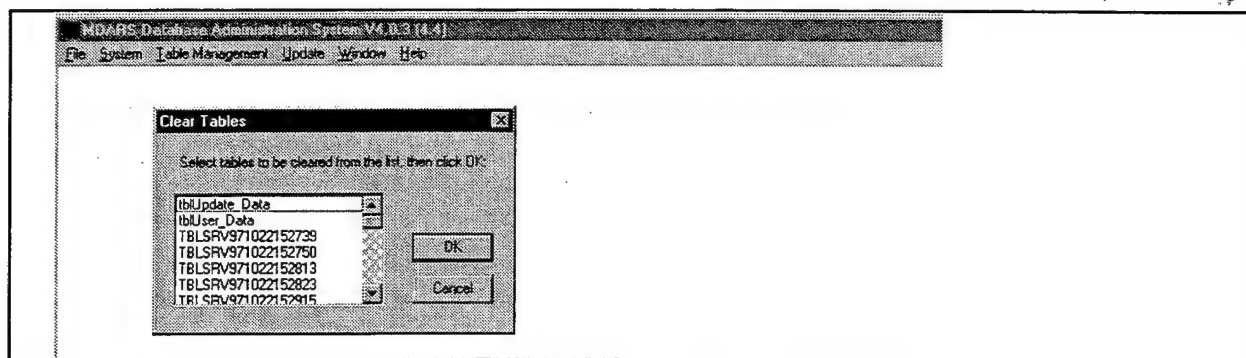 MDARS Database Administration System V4.0.3 [4.4]
File System Table Management Update Window Help
Clear Tables
Select tables to be cleared from the list, then click OK:
tblUpdate_Data
tblUser_Data
TBLSRV971022152739
TBLSRV971022152750
TBLSRV971022152813
TBLSRV971022152823
TBLSRV971022152915
OK
Cancel